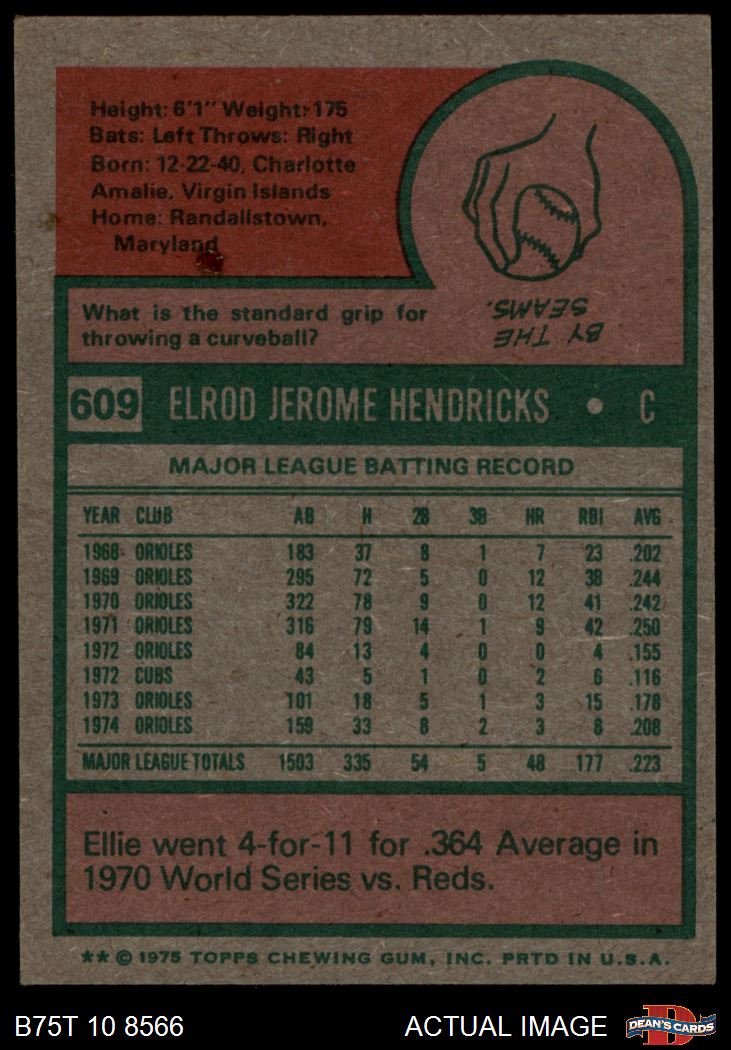 Height: 6'1" Weight: 175
Bats: Left Throws: Right
Born: 12-22-40, Charlotte
Amalie, Virgin Islands
Home: Randallstown,
Maryland
What is the standard grip for
throwing a curveball?
BY THE
SEAMS.
609 ELROD JEROME HENDRICKS • C
MAJOR LEAGUE BATTING RECORD
YEAR CLUB AB H 2B 3B HR RBI AVG
1968 ORIOLES 183 37 8 1 7 23 .202
1969 ORIOLES 295 72 5 0 12 38 .244
1970 ORIOLES 322 78 9 0 12 41 .242
1971 ORIOLES 316 79 14 1 9 42 .250
1972 ORIOLES 84 13 4 0 0 4 .155
1972 CUBS 43 5 1 0 2 6 .116
1973 ORIOLES 101 18 5 1 3 15 .178
1974 ORIOLES 159 33 8 2 3 8 .208
MAJOR LEAGUE TOTALS 1503 335 54 5 48 177 .223
Ellie went 4-for-11 for .364 Average in
1970 World Series vs. Reds.
** © 1975 TOPPS CHEWING GUM, INC. PRTD IN U.S.A.
B75T 10 8566 ACTUAL IMAGE D DEAN'S CARDS